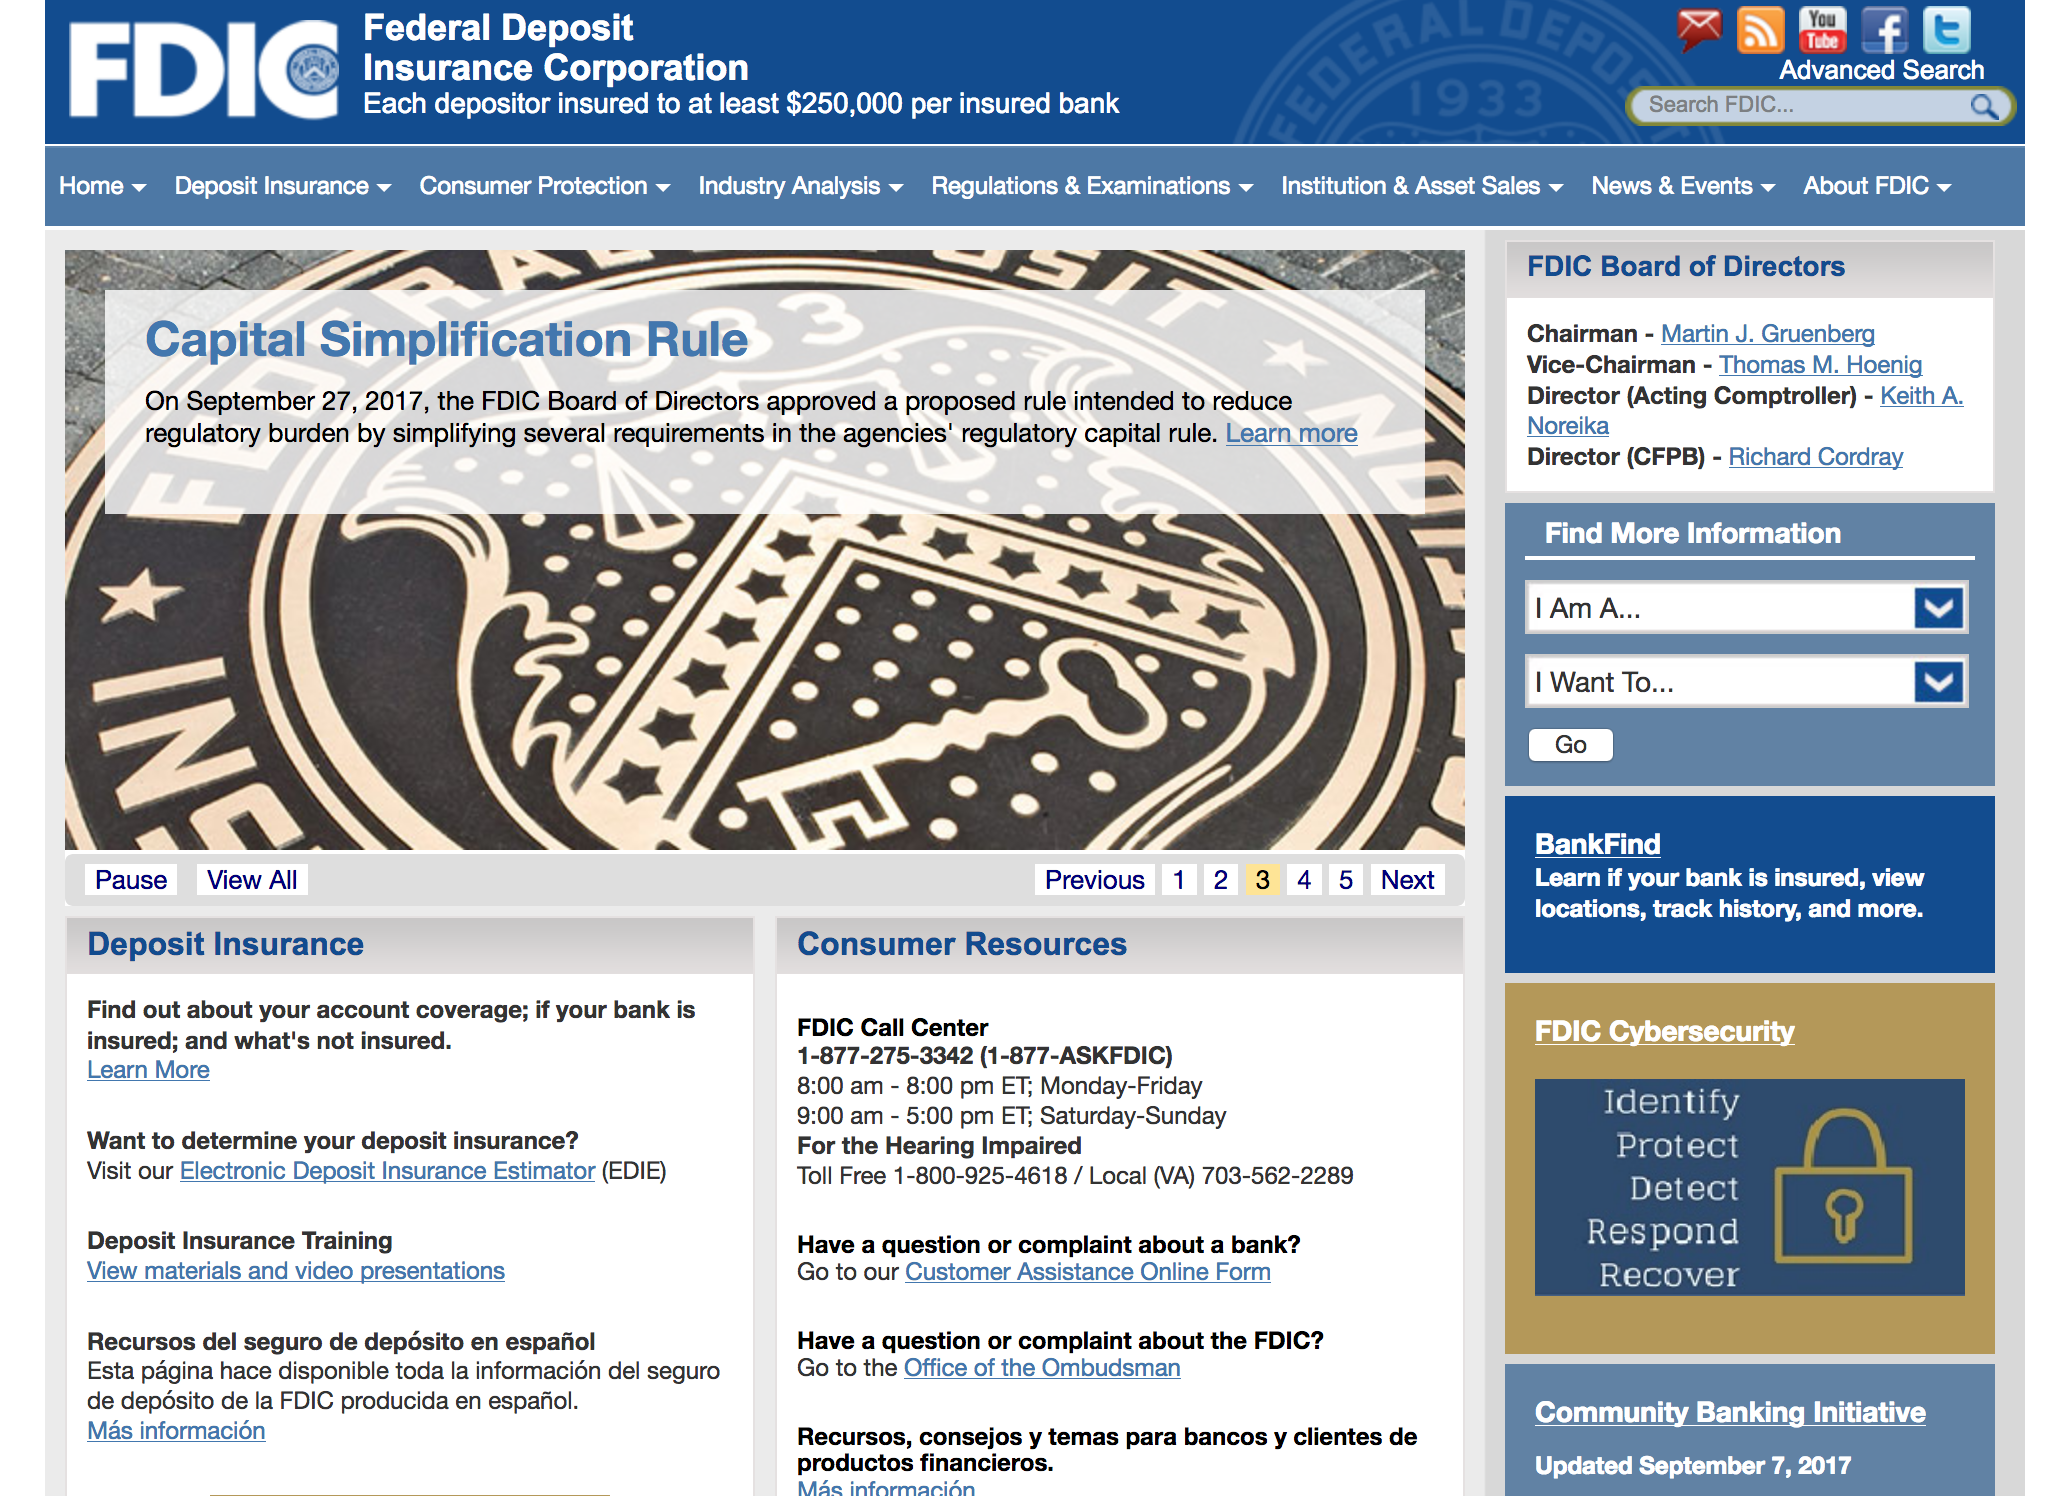 FDIC
Federal Deposit
Insurance Corporation
Each depositor insured to at least $250,000 per insured bank
FEDERAL DEPOSIT
1933
You
Tube
f
t
Advanced Search
Search FDIC...
Home
Deposit Insurance
Consumer Protection
Industry Analysis
Regulations & Examinations
Institution & Asset Sales
News & Events
About FDIC
Capital Simplification Rule
On September 27, 2017, the FDIC Board of Directors approved a proposed rule intended to reduce
regulatory burden by simplifying several requirements in the agencies' regulatory capital rule. Learn more
FEDERAL DEPOSIT
1933
Pause
View All
Previous 1 2 3 4 5 Next
Deposit Insurance
Find out about your account coverage; if your bank is
insured; and what's not insured.
Learn More
Want to determine your deposit insurance?
Visit our Electronic Deposit Insurance Estimator (EDIE)
Deposit Insurance Training
View materials and video presentations
Recursos del seguro de depósito en español
Esta página hace disponible toda la información del seguro
de depósito de la FDIC producida en español.
Más información
Consumer Resources
FDIC Call Center
1-877-275-3342 (1-877-ASKFDIC)
8:00 am - 8:00 pm ET; Monday-Friday
9:00 am - 5:00 pm ET; Saturday-Sunday
For the Hearing Impaired
Toll Free 1-800-925-4618 / Local (VA) 703-562-2289
Have a question or complaint about a bank?
Go to our Customer Assistance Online Form
Have a question or complaint about the FDIC?
Go to the Office of the Ombudsman
Recursos, consejos y temas para bancos y clientes de
productos financieros.
Más información
FDIC Board of Directors
Chairman - Martin J. Gruenberg
Vice-Chairman - Thomas M. Hoenig
Director (Acting Comptroller) - Keith A.
Noreika
Director (CFPB) - Richard Cordray
Find More Information
I Am A...
I Want To...
Go
BankFind
Learn if your bank is insured, view
locations, track history, and more.
FDIC Cybersecurity
Identify
Protect
Detect
Respond
Recover
Community Banking Initiative
Updated September 7, 2017